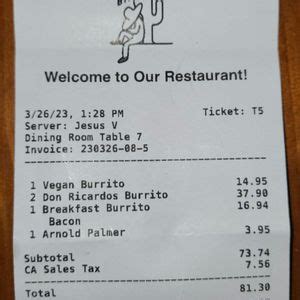 Welcome to Our Restaurant!
3/26/23, 1:28 PM Ticket: T5
Server: Jesus V
Dining Room Table 7
Invoice: 230326-08-5
1 Vegan Burrito 14.95
2 Don Ricardos Burrito 37.90
1 Breakfast Burrito 16.94
Bacon
1 Arnold Palmer 3.95
Subtotal 73.74
CA Sales Tax 7.56
Total 81.30